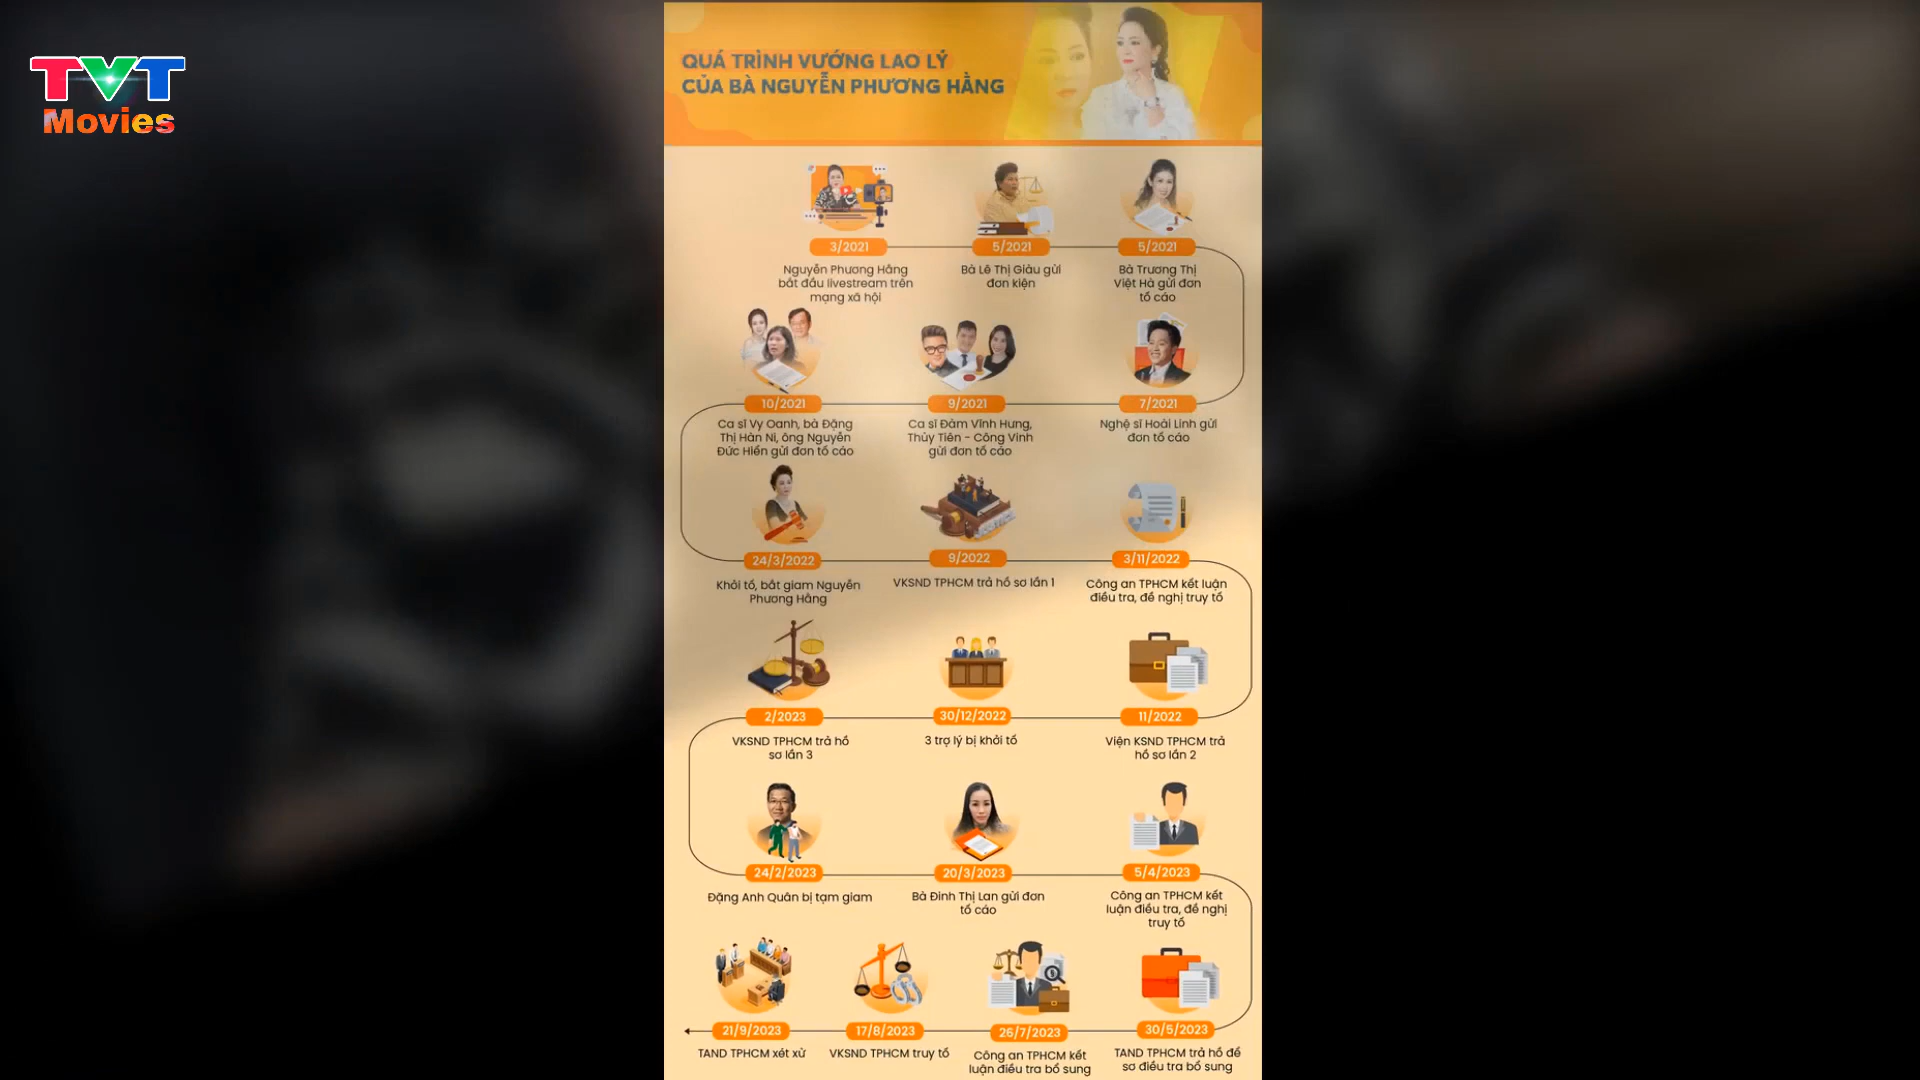 TVT
Movies
QUÁ TRÌNH VƯỚNG LAO LÝ
CỦA BÀ NGUYỄN PHƯƠNG HẰNG
3/2021
5/2021
5/2021
Nguyễn Phương Hằng
bắt đầu livestream trên
mạng xã hội
Bà Lê Thị Giàu gửi
đơn kiện
Bà Trương Thị
Việt Hà gửi đơn
tố cáo
10/2021
9/2021
7/2021
Ca sĩ Vy Oanh, bà Đặng
Thị Hàn Ni, ông Nguyễn
Đức Hiển gửi đơn tố cáo
Ca sĩ Đàm Vĩnh Hưng,
Thủy Tiên - Công Vinh
gửi đơn tố cáo
Nghệ sĩ Hoài Linh gửi
đơn tố cáo
24/3/2022
9/2022
3/11/2022
Khởi tố, bắt giam Nguyễn
Phương Hằng
VKSND TPHCM trả hồ sơ lần 1
Công an TPHCM kết luận
điều tra, đề nghị truy tố
2/2023
30/12/2022
11/2022
VKSND TPHCM trả hồ
sơ lần 3
3 trợ lý bị khởi tố
Viện KSND TPHCM trả
hồ sơ lần 2
24/2/2023
20/3/2023
5/4/2023
Đặng Anh Quân bị tạm giam
Bà Đinh Thị Lan gửi đơn
tố cáo
Công an TPHCM kết
luận điều tra, đề nghị
truy tố
21/9/2023
17/8/2023
26/7/2023
30/5/2023
TAND TPHCM xét xử
VKSND TPHCM truy tố
Công an TPHCM kết
luận điều tra bổ sung
TAND TPHCM trả hồ để
sơ điều tra bổ sung